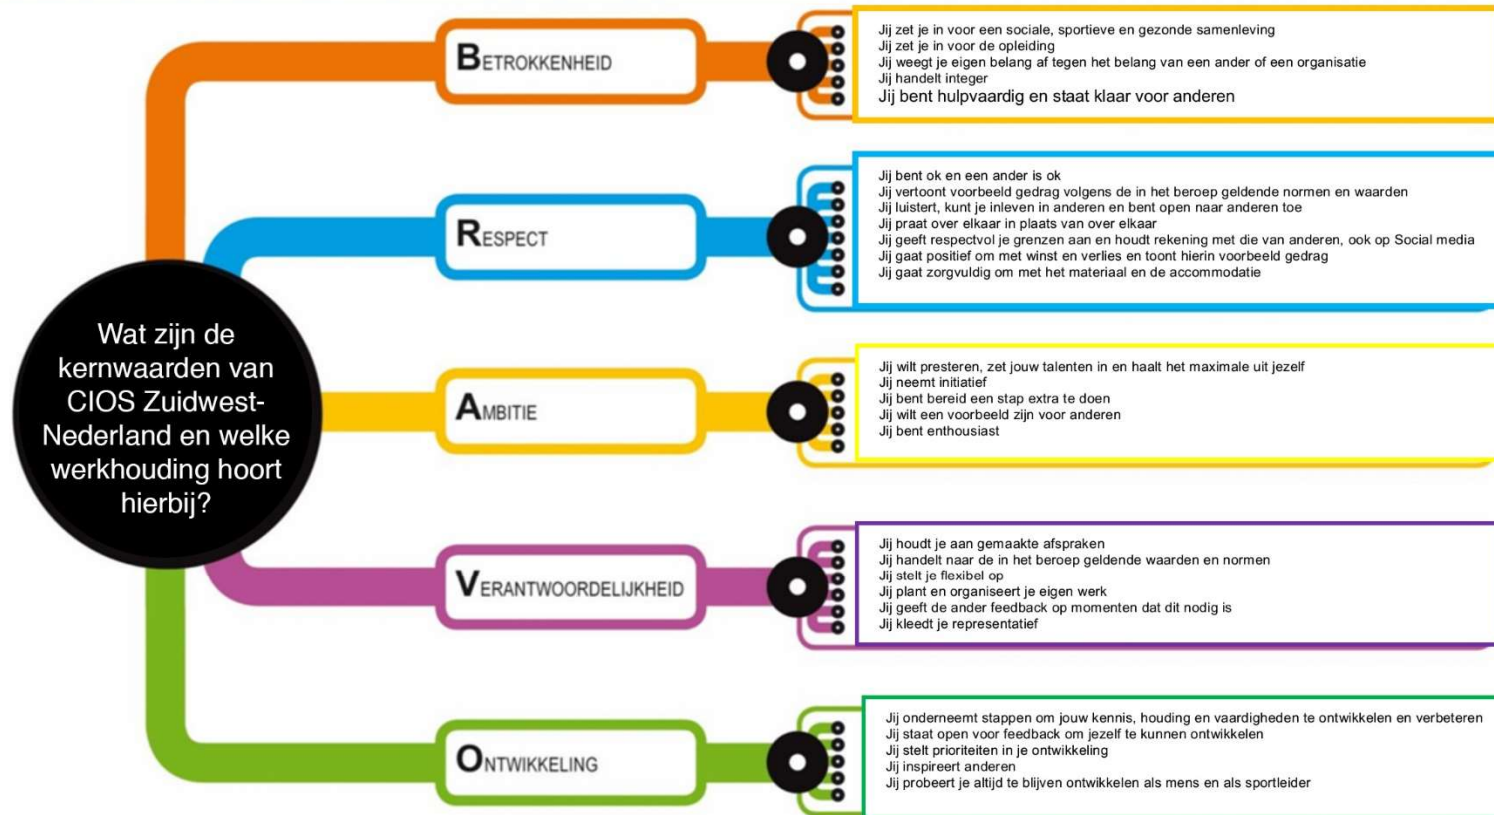 Wat zijn de
kernwaarden van
CIOS Zuidwest-
Nederland en welke
werkhouding hoort
hierbij?
BETROKKENHEID
Jij zet je in voor een sociale, sportieve en gezonde samenleving
Jij zet je in voor de opleiding
Jij weegt je eigen belang af tegen het belang van een ander of een organisatie
Jij handelt integer
Jij bent hulpvaardig en staat klaar voor anderen
RESPECT
Jij bent ok en een ander is ok
Jij vertoont voorbeeld gedrag volgens de in het beroep geldende normen en waarden
Jij luistert, kunt je inleven in anderen en bent open naar anderen toe
Jij praat over elkaar in plaats van over elkaar
Jij geeft respectvol je grenzen aan en houdt rekening met die van anderen, ook op Social media
Jij gaat positief om met winst en verlies en toont hierin voorbeeld gedrag
Jij gaat zorgvuldig om met het materiaal en de accommodatie
AMBITIE
Jij wilt presteren, zet jouw talenten in en haalt het maximale uit jezelf
Jij neemt initiatief
Jij bent bereid een stap extra te doen
Jij wilt een voorbeeld zijn voor anderen
Jij bent enthousiast
VERANTWOORDELIJKHEID
Jij houdt je aan gemaakte afspraken
Jij handelt naar de in het beroep geldende waarden en normen
Jij stelt je flexibel op
Jij plant en organiseert je eigen werk
Jij geeft de ander feedback op momenten dat dit nodig is
Jij kleedt je representatief
ONTWIKKELING
Jij onderneemt stappen om jouw kennis, houding en vaardigheden te ontwikkelen en verbeteren
Jij staat open voor feedback om jezelf te kunnen ontwikkelen
Jij stelt prioriteiten in je ontwikkeling
Jij inspireert anderen
Jij probeert je altijd te blijven ontwikkelen als mens en als sportleider